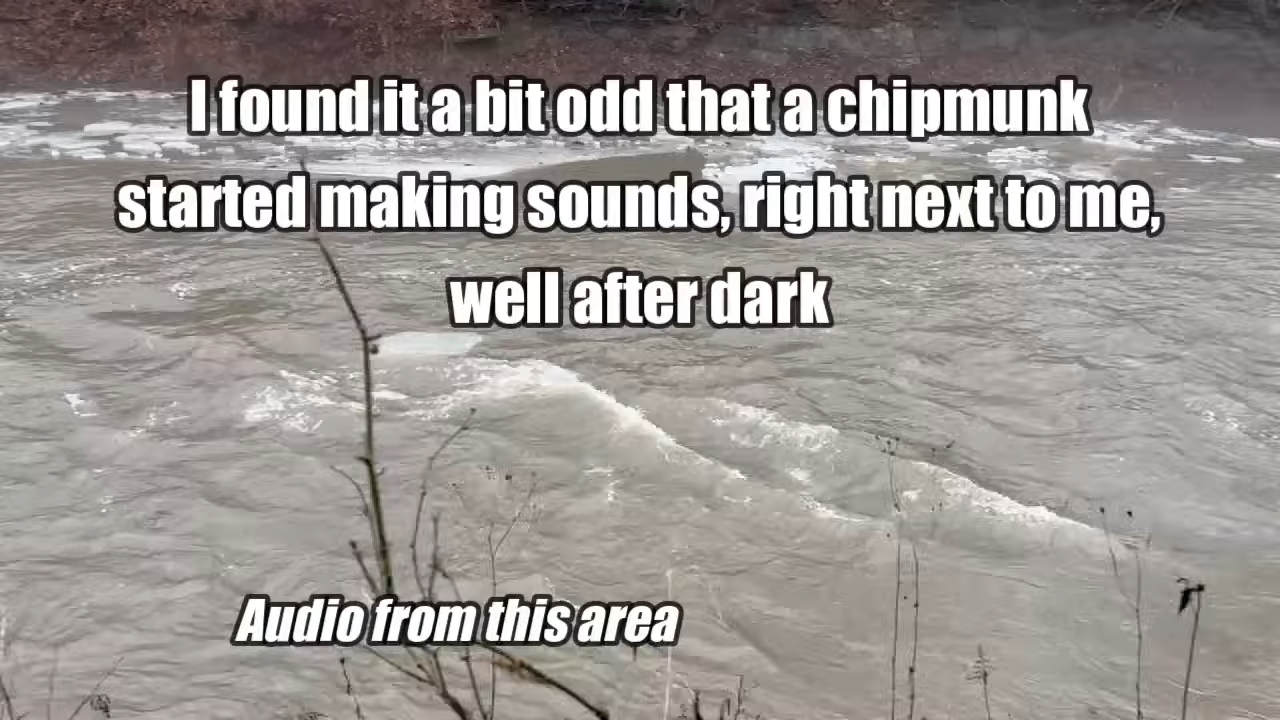 I found it a bit odd that a chipmunk
started making sounds, right next to me,
well after dark
Audio from this area